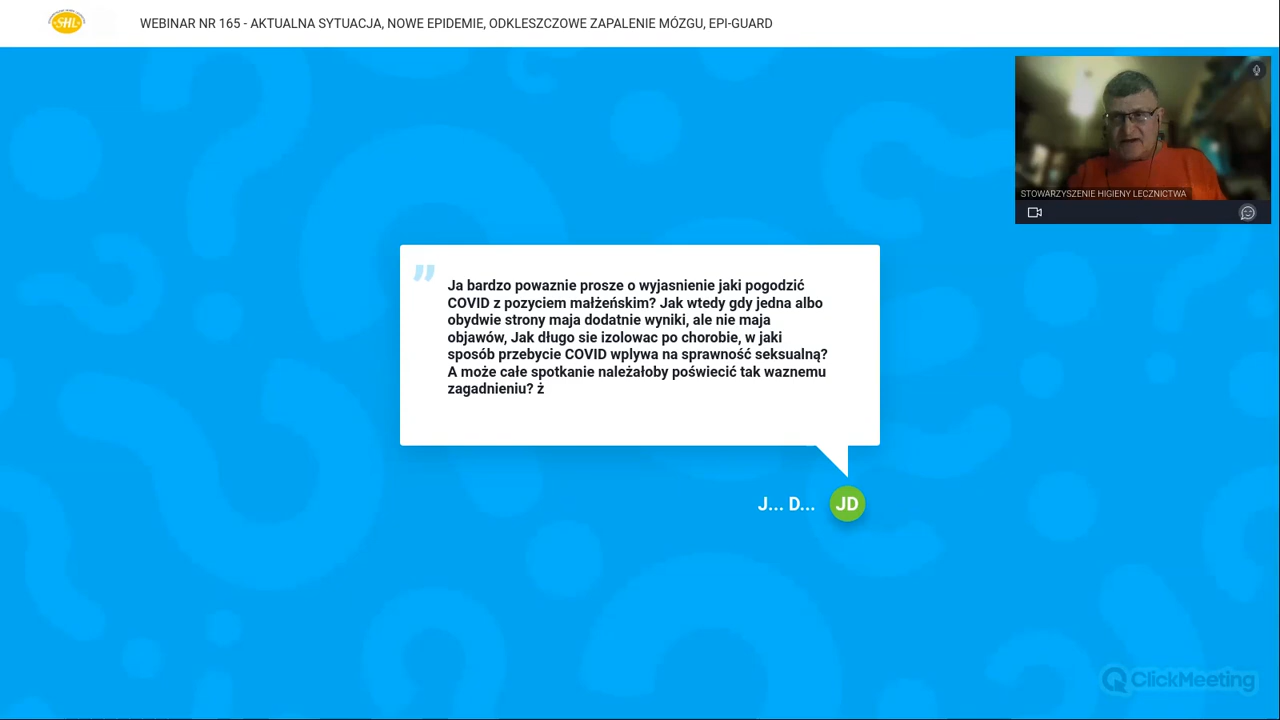 SHL
WEBINAR NR 165 - AKTUALNA SYTUACJA, NOWE EPIDEMIE, ODKLESZCZOWE ZAPALENIE MÓZGU, EPI-GUARD
STOWARZYSZENIE HIGIENY LECZNICTWA
Ja bardzo powaznie prosze o wyjasnienie jaki pogodzić
COVID z pozyciem małżeńskim? Jak wtedy gdy jedna albo
obydwie strony maja dodatnie wyniki, ale nie maja
objawów, Jak długo sie izolowac po chorobie, w jaki
sposób przebycie COVID wplywa na sprawność seksualną?
A może całe spotkanie należałoby poświecić tak waznemu
zagadnieniu? ż
J... D...
JD
ClickMeeting